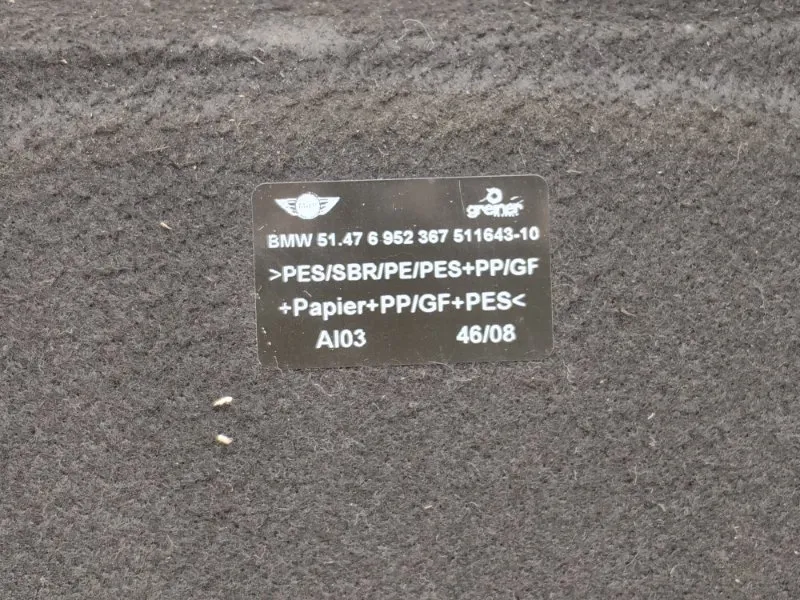 MINI
greiner
BMW 51.47 6 952 367 511643-10
>PES/SBR/PE/PES+PP/GF
+Papier+PP/GF+PES<
AI03 46/08